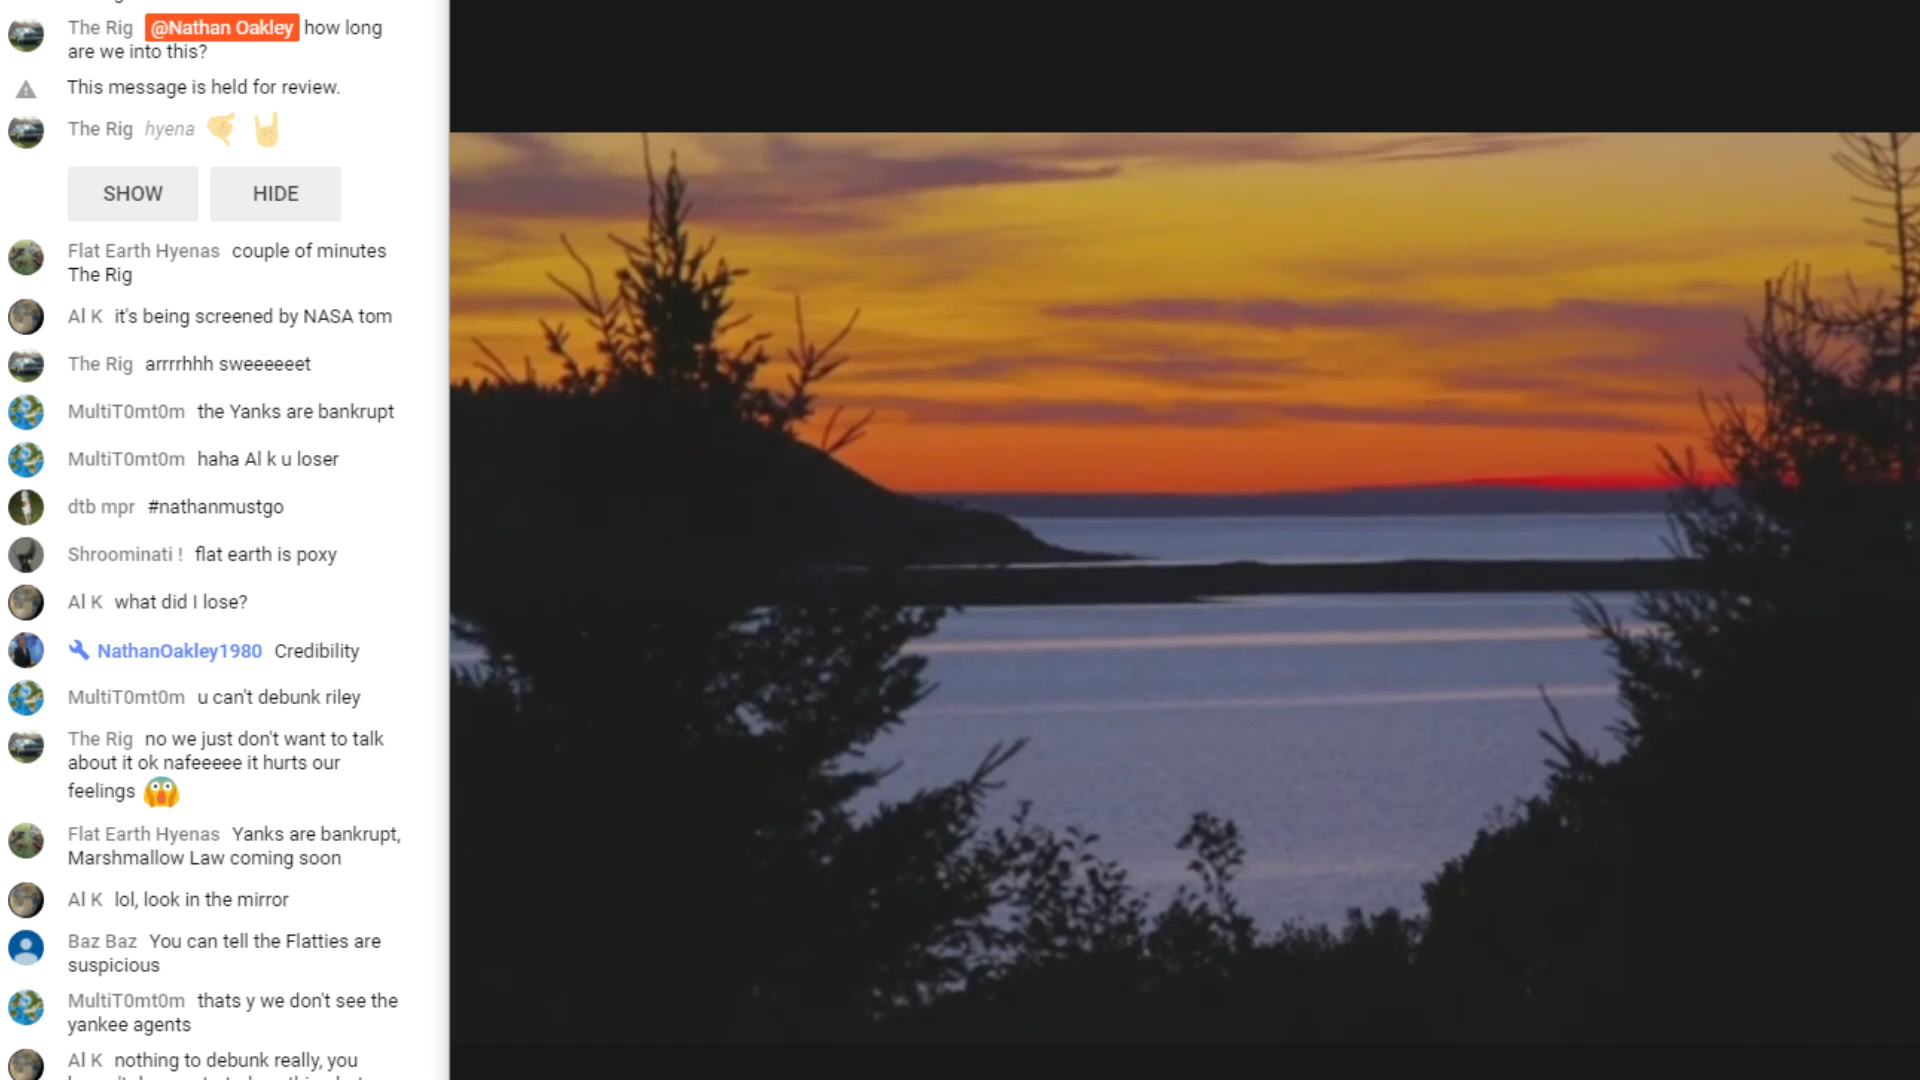 The Rig @Nathan Oakley how long
are we into this?
This message is held for review.
The Rig hyena
SHOW HIDE
Flat Earth Hyenas couple of minutes
The Rig
Al K it's being screened by NASA tom
The Rig arrrrhhh sweeeeeet
MultiT0mt0m the Yanks are bankrupt
MultiT0mt0m haha Al k u loser
dtb mpr #nathanmustgo
Shroominati ! flat earth is poxy
Al K what did I lose?
NathanOakley1980 Credibility
MultiT0mt0m u can't debunk riley
The Rig no we just don't want to talk
about it ok nafeeeee it hurts our
feelings
Flat Earth Hyenas Yanks are bankrupt,
Marshmallow Law coming soon
Al K lol, look in the mirror
Baz Baz You can tell the Flatties are
suspicious
MultiT0mt0m thats y we don't see the
yankee agents
Al K nothing to debunk really, you